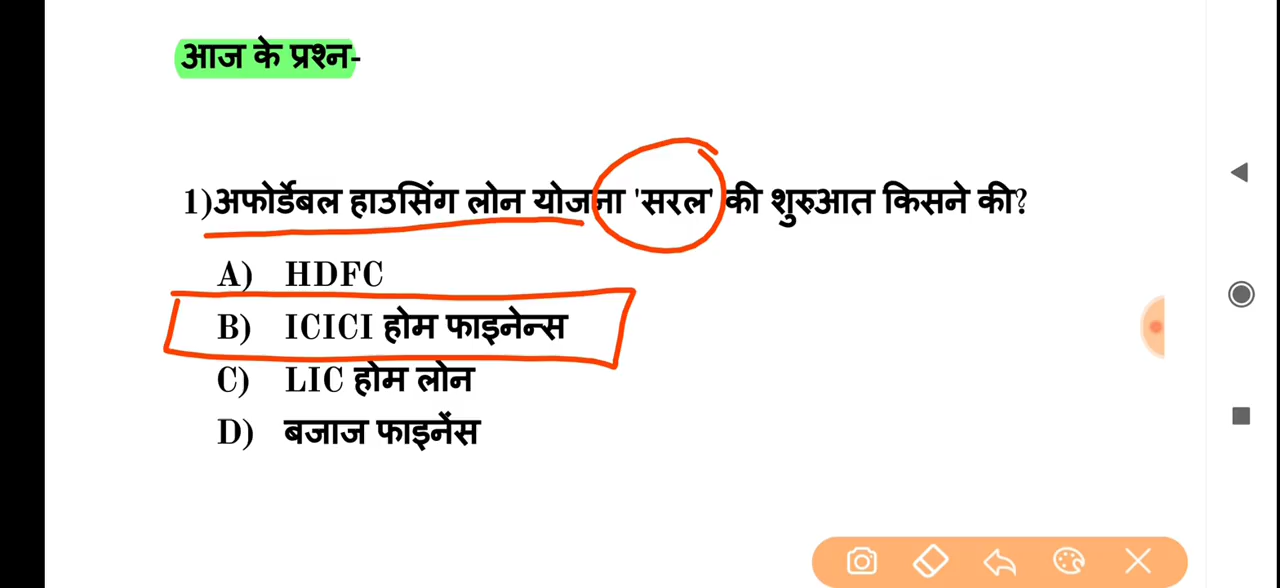 आज के प्रश्न-
1)अफोर्डेबल हाउसिंग लोन योजना 'सरल' की शुरुआत किसने की?
A) HDFC
B) ICICI होम फाइनेन्स
C) LIC होम लोन
D) बजाज फाइनेंस